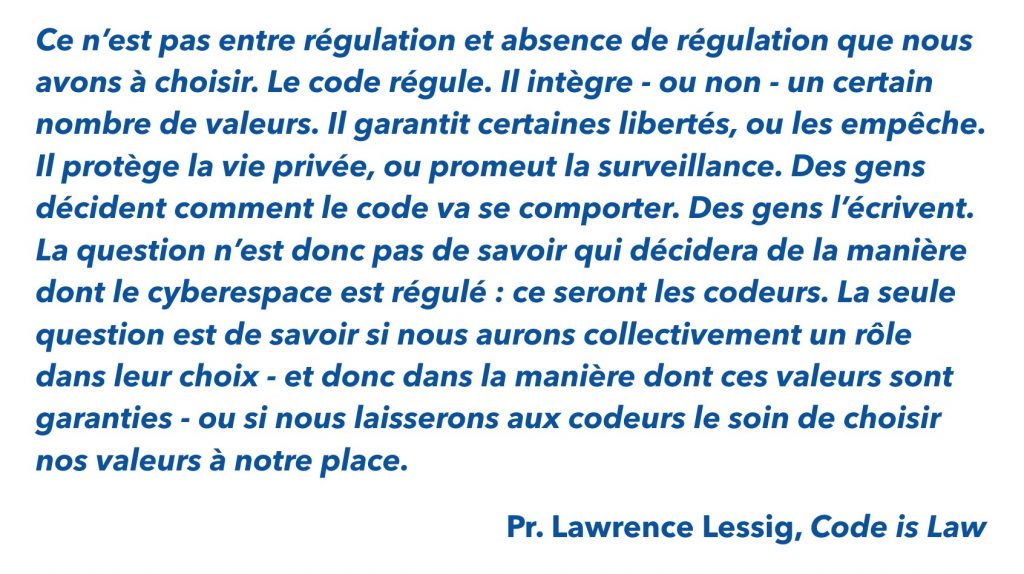 Ce n’est pas entre régulation et absence de régulation que nous
avons à choisir. Le code régule. Il intègre - ou non - un certain
nombre de valeurs. Il garantit certaines libertés, ou les empêche.
Il protège la vie privée, ou promeut la surveillance. Des gens
décident comment le code va se comporter. Des gens l’écrivent.
La question n’est donc pas de savoir qui décidera de la manière
dont le cyberespace est régulé : ce seront les codeurs. La seule
question est de savoir si nous aurons collectivement un rôle
dans leur choix - et donc dans la manière dont ces valeurs sont
garanties - ou si nous laisserons aux codeurs le soin de choisir
nos valeurs à notre place.
Pr. Lawrence Lessig, Code is Law